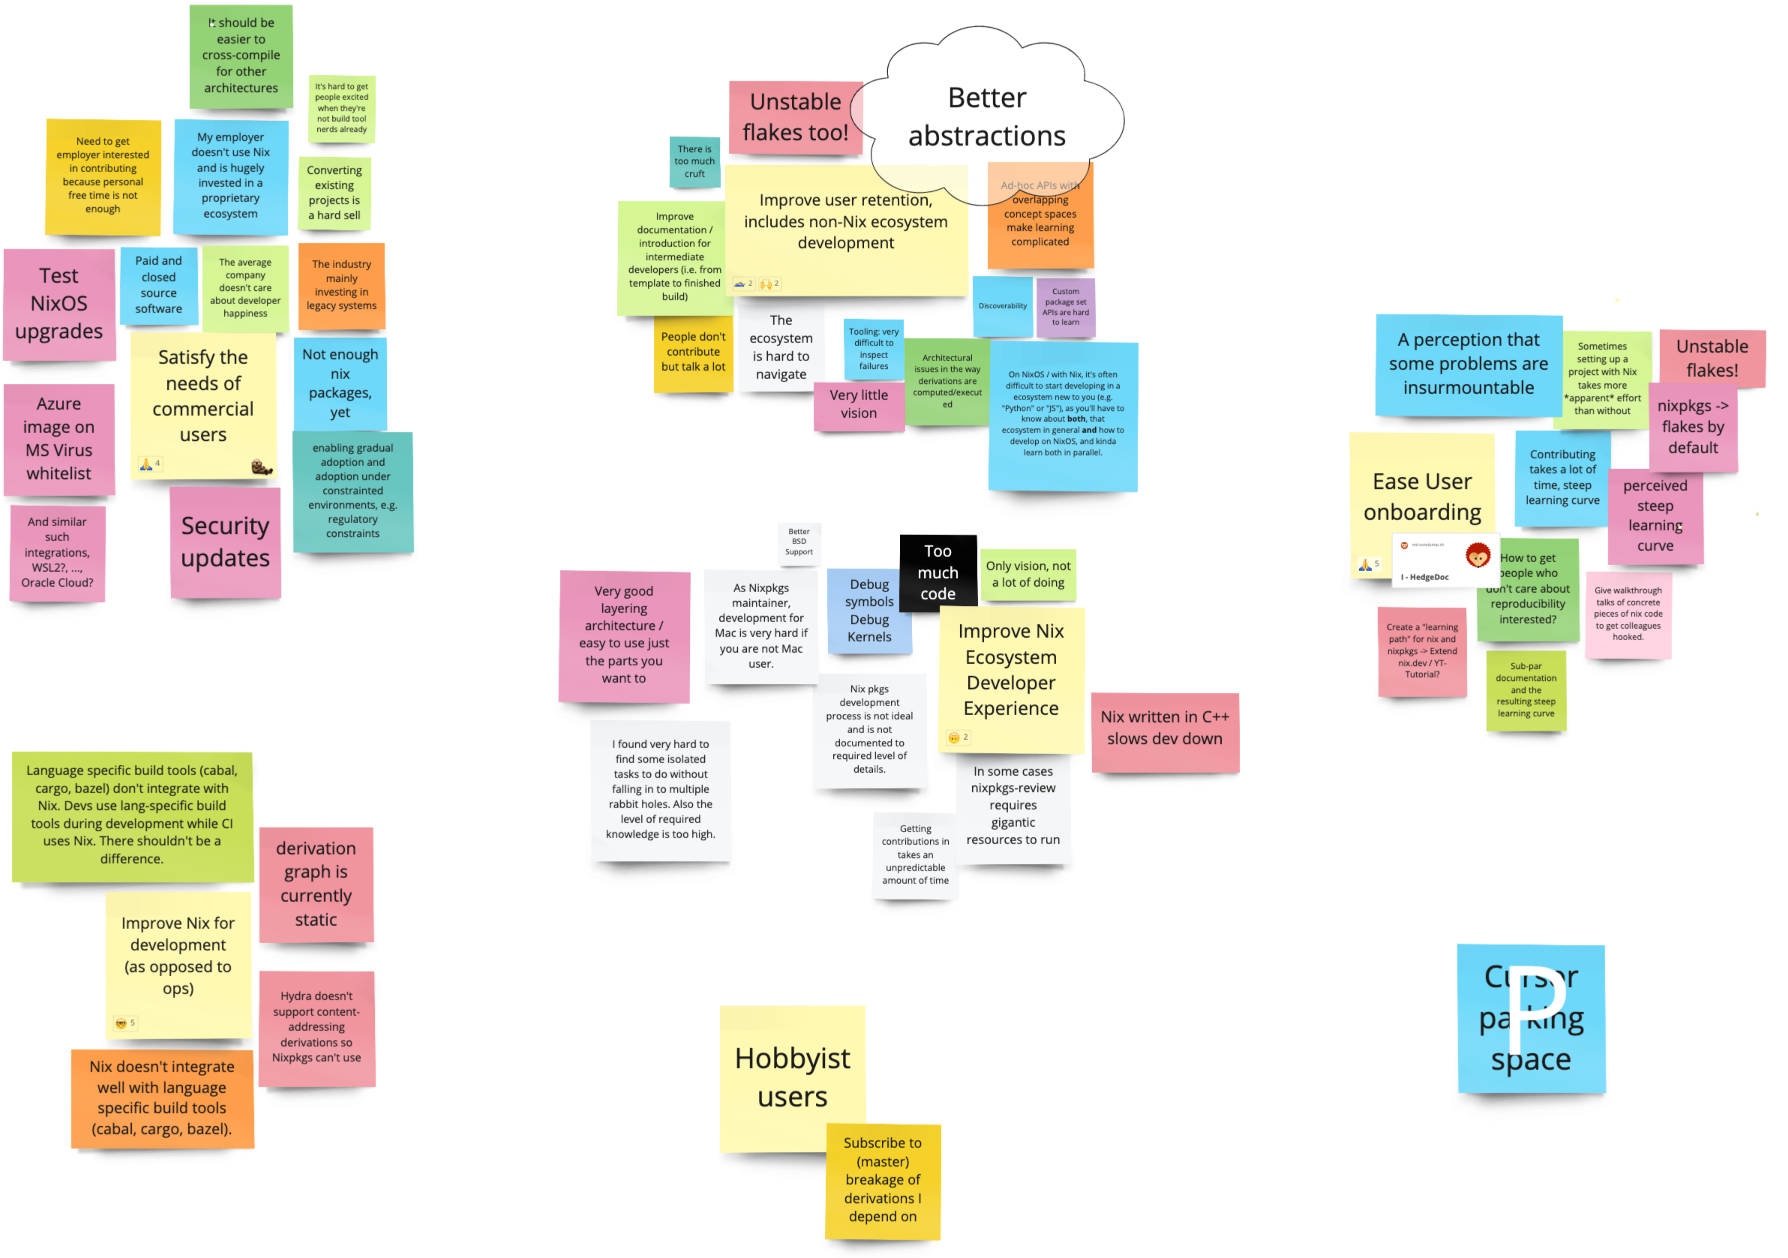 It should be
easier to
cross-compile
for other
architectures
It's hard to get
people excited
when they're
not build tool
nerds already
Need to get
employer interested
in contributing
because personal
free time is not
enough
My employer
doesn't use Nix
and is hugely
invested in a
proprietary
ecosystem
Converting
existing
projects is
a hard sell
Test
NixOS
upgrades
Paid and
closed
source
software
The average
company
doesn't care
about developer
happiness
The industry
mainly
investing in
legacy systems
Satisfy the
needs of
commercial
users
4
Not enough
nix
packages,
yet
Azure
image on
MS Virus
whitelist
enabling gradual
adoption and
adoption under
constrainted
environments, e.g.
regulatory
constraints
And similar
such
integrations,
WSL2?, ...,
Oracle Cloud?
Security
updates
Unstable
flakes too!
Better
abstractions
There is
too much
cruft
Improve user retention,
includes non-Nix ecosystem
development
2
2
Ad-hoc APIs with
overlapping
concept spaces
make learning
complicated
Improve
documentation /
introduction for
intermediate
developers (i.e. from
template to finished
build)
Discoverability
Custom
package set
APIs are hard
to learn
People don't
contribute
but talk a lot
The
ecosystem
is hard to
navigate
Tooling: very
difficult to
inspect
failures
Very little
vision
Architectural
issues in the way
derivations are
computed/execut
ed
On NixOS / with Nix, it's often
difficult to start developing in a
ecosystem new to you (e.g.
"Python" or "JS"), as you'll have to
know about both, that
ecosystem in general and how to
develop on NixOS, and kinda
learn both in parallel.
A perception that
some problems are
insurmountable
Sometimes
setting up a
project with Nix
takes more
*apparent* effort
than without
Unstable
flakes!
nixpkgs ->
flakes by
default
Ease User
onboarding
5
Contributing
takes a lot of
time, steep
learning curve
perceived
steep
learning
curve
I - HedgeDoc
How to get
people who
don't care about
reproducibility
interested?
Give walkthrough
talks of concrete
pieces of nix code
to get colleagues
hooked.
Create a "learning
path" for nix and
nixpkgs -> Extend
nix.dev / YT-
Tutorial?
Sub-par
documentation
and the
resulting steep
learning curve
Better
BSD
Support
Very good
layering
architecture /
easy to use just
the parts you
want to
As Nixpkgs
maintainer,
development for
Mac is very hard if
you are not Mac
user.
Debug
symbols
Debug
Kernels
Too
much
code
Only vision, not
a lot of doing
Improve Nix
Ecosystem
Developer
Experience
2
Nix pkgs
development
process is not ideal
and is not
documented to
required level of
details.
Nix written in C++
slows dev down
I found very hard to
find some isolated
tasks to do without
falling in to multiple
rabbit holes. Also the
level of required
knowledge is too high.
In some cases
nixpkgs-review
requires
gigantic
resources to run
Getting
contributions in
takes an
unpredictable
amount of time
Language specific build tools (cabal,
cargo, bazel) don't integrate with
Nix. Devs use lang-specific build
tools during development while CI
uses Nix. There shouldn't be a
difference.
derivation
graph is
currently
static
Improve Nix for
development
(as opposed to
ops)
5
Hydra doesn't
support content-
addressing
derivations so
Nixpkgs can't use
Nix doesn't integrate
well with language
specific build tools
(cabal, cargo, bazel).
Hobbyist
users
Subscribe to
(master)
breakage of
derivations I
depend on
Cursor
parking
space
P